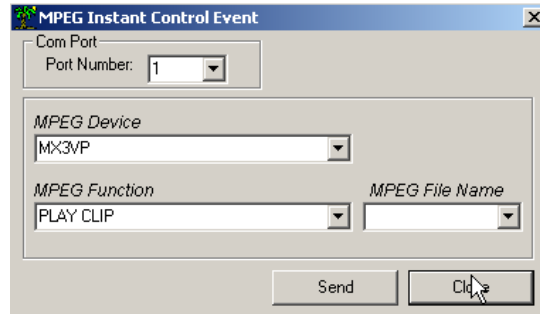 MPEG Instant Control Event
Com Port
Port Number: 1
MPEG Device
MX3VP
MPEG Function MPEG File Name
PLAY CLIP
Send Close